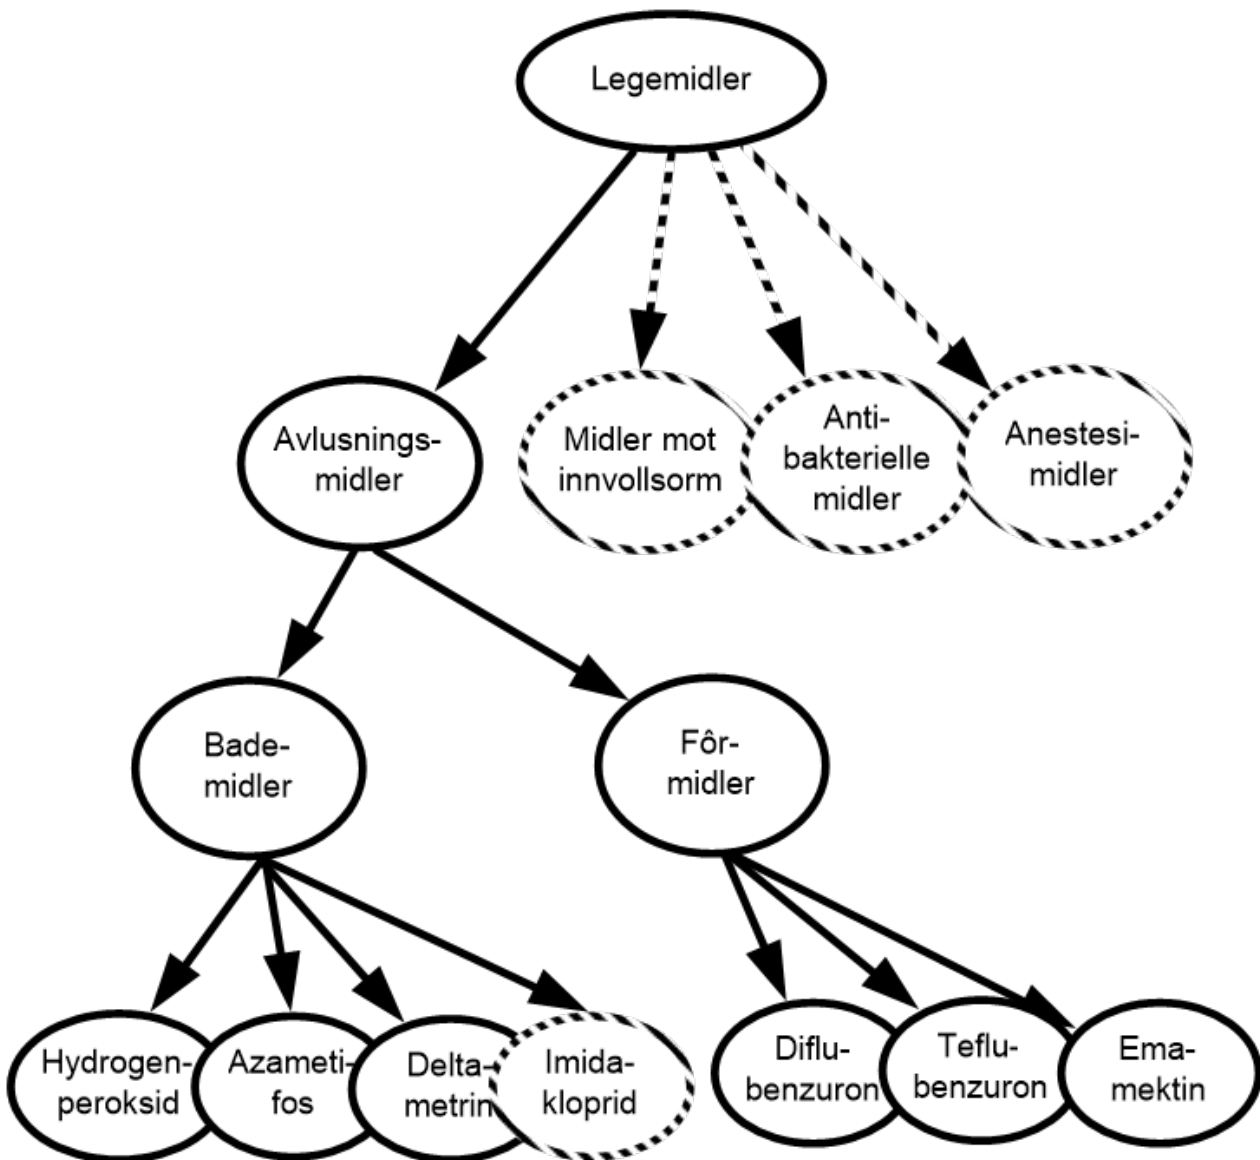 Legemidler
Avlusnings-
midler
Midler mot
innvollsorm
Anti-
bakterielle
midler
Anestesi-
midler
Bade-
midler
Fôr-
midler
Hydrogen-
peroksid
Azameti-
fos
Delta-
metrin
Imida-
kloprid
Diflu-
benzuron
Teflu-
benzuron
Ema-
mektin